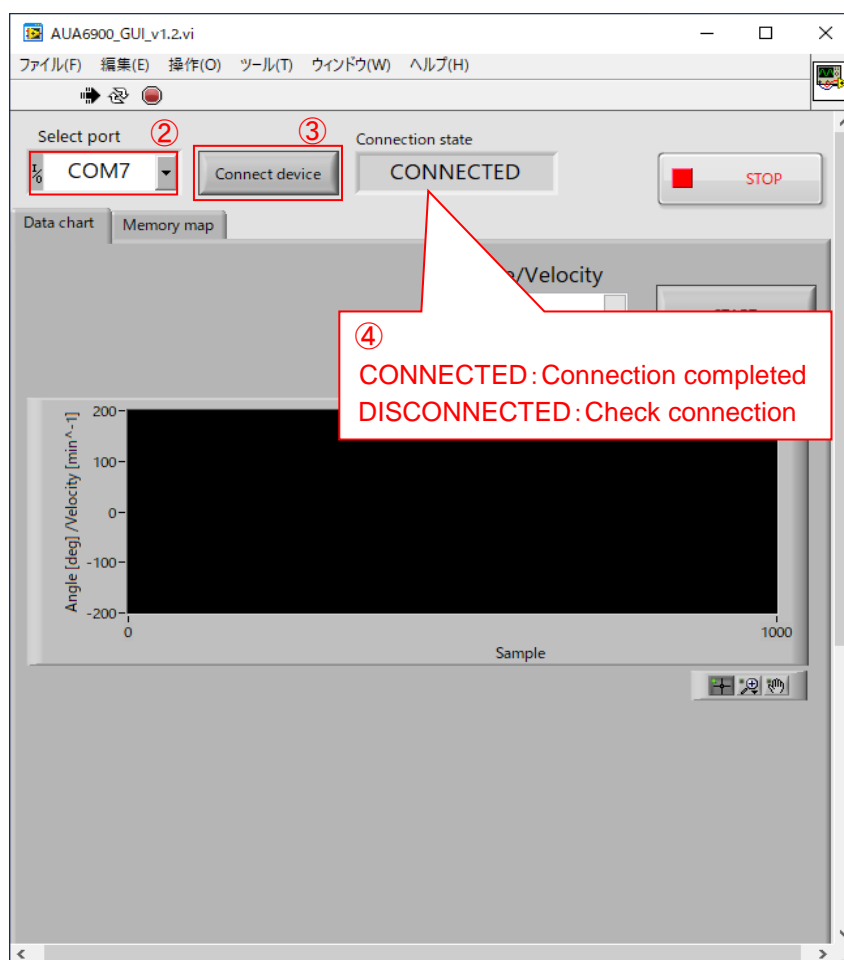 AUA6900_GUI_v1.2.vi
ファイル(F) 編集(E) 操作(O) ツール(T) ウィンドウ(W) ヘルプ(H)
Select port ② ③ Connection state
COM7 Connect device CONNECTED STOP
Data chart Memory map
/Velocity
④
CONNECTED：Connection completed
DISCONNECTED：Check connection
Angle [deg] /Velocity [min^-1]
200
100
0
-100
-200
0 1000
Sample